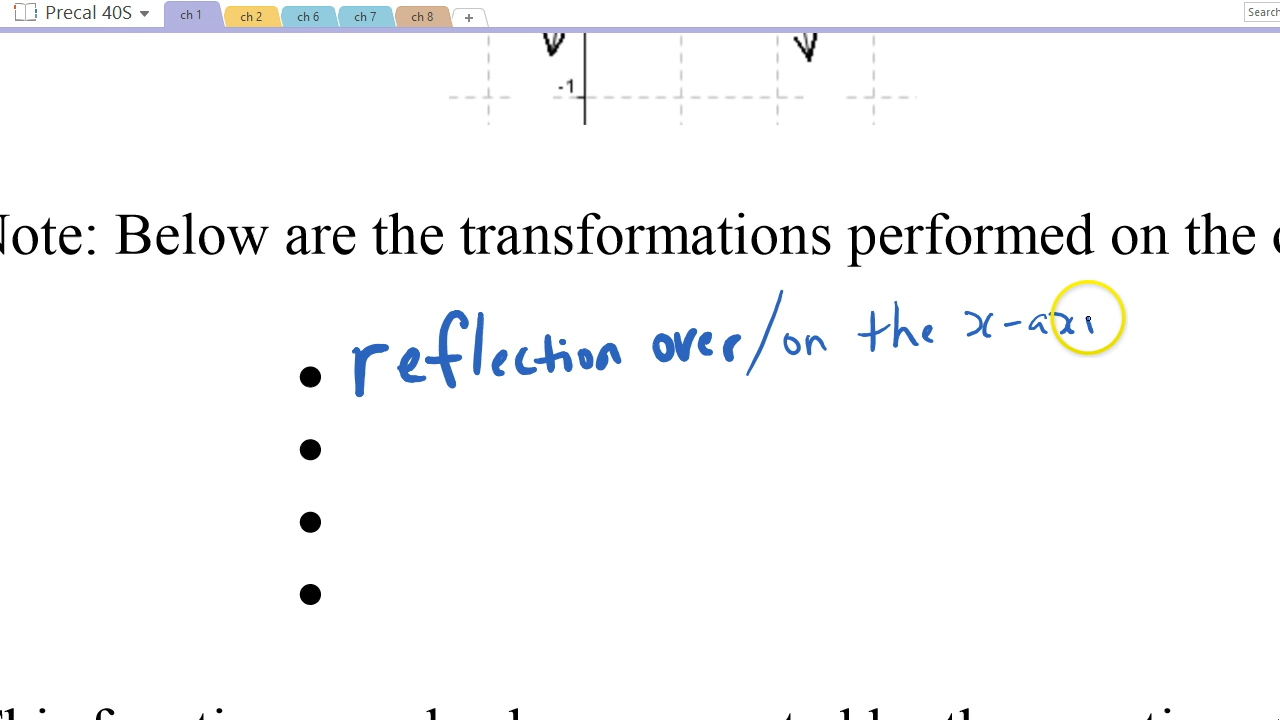 Precal 40S ch 1 ch 2 ch 6 ch 7 ch 8 + Search
-1
Note: Below are the transformations performed on the
reflection over/on the x-axi